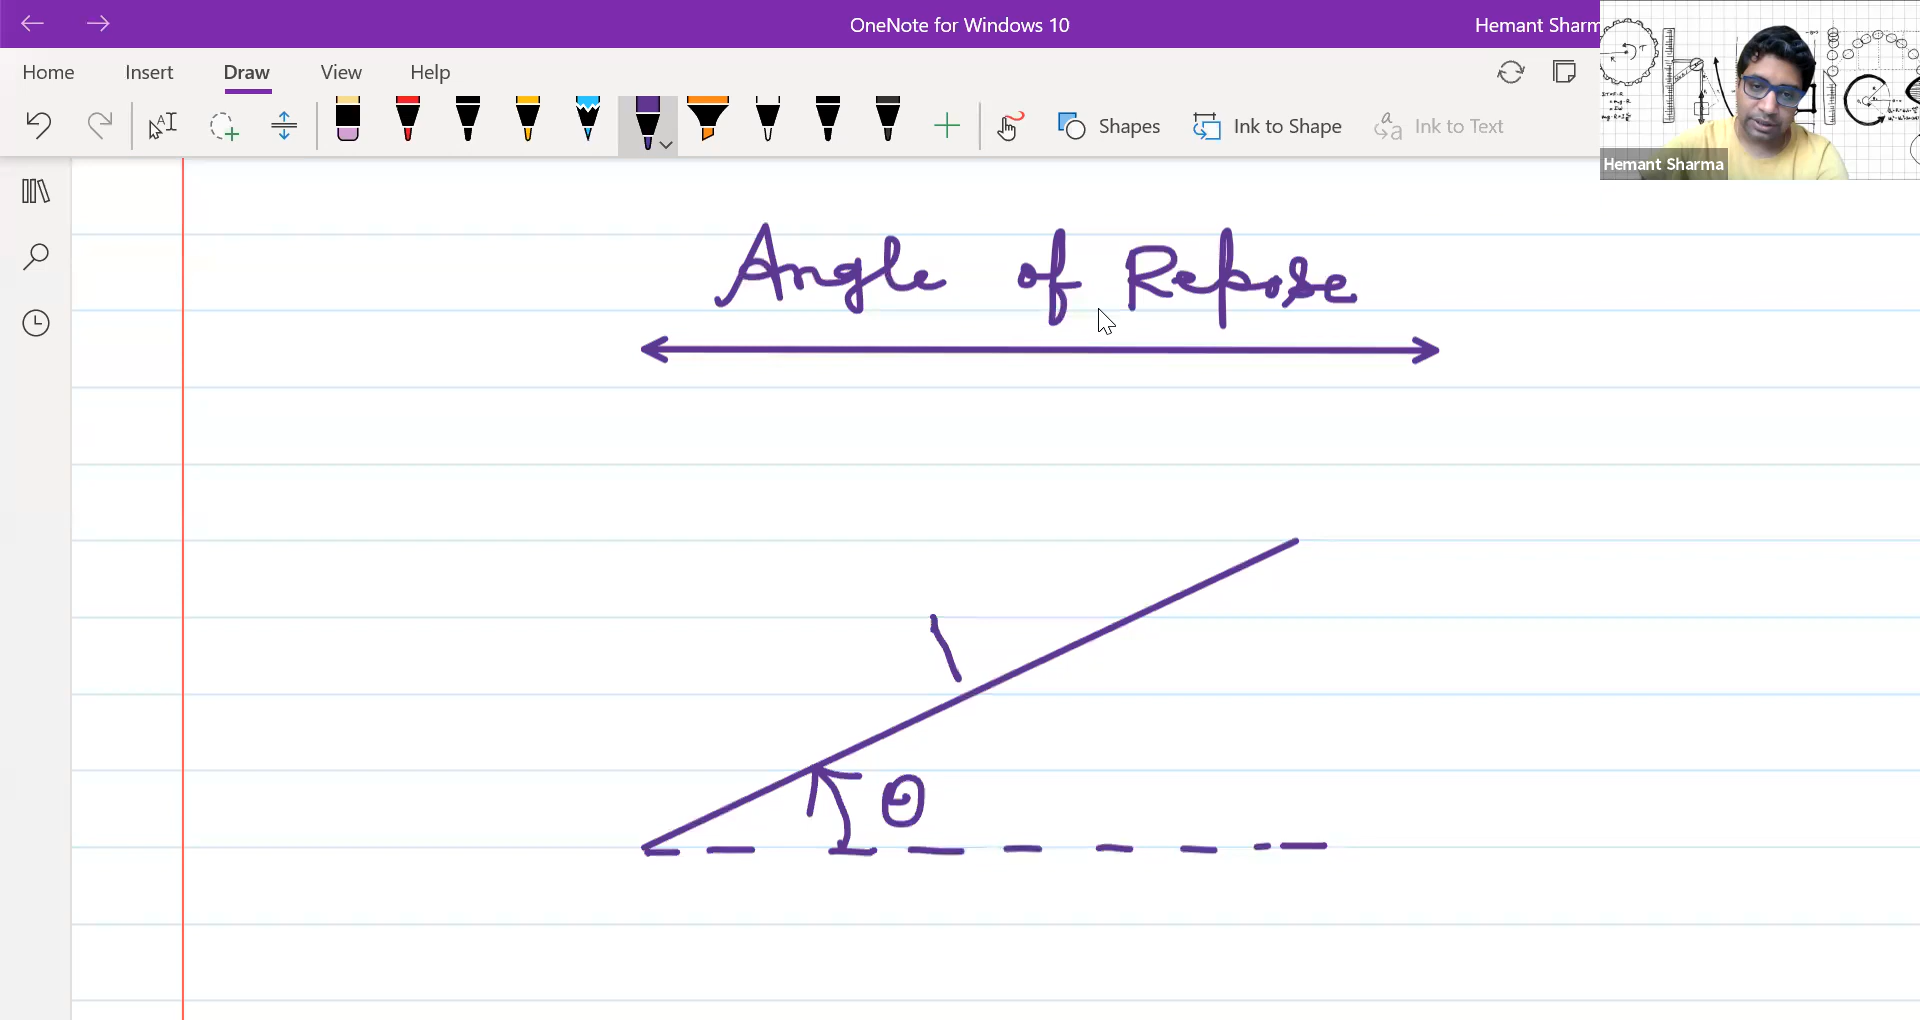 OneNote for Windows 10
Hemant Sharm
Home Insert Draw View Help
Shapes Ink to Shape Ink to Text
Hemant Sharma
Angle of Repose
θ